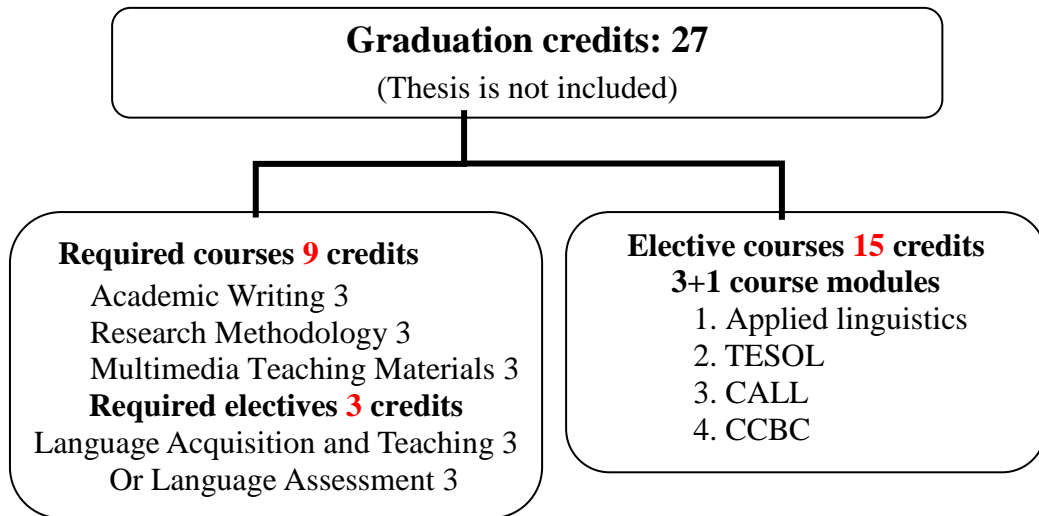 Graduation credits: 27
(Thesis is not included)
Required courses 9 credits
Academic Writing 3
Research Methodology 3
Multimedia Teaching Materials 3
Required electives 3 credits
Language Acquisition and Teaching 3
Or Language Assessment 3
Elective courses 15 credits
3+1 course modules
1. Applied linguistics
2. TESOL
3. CALL
4. CCBC